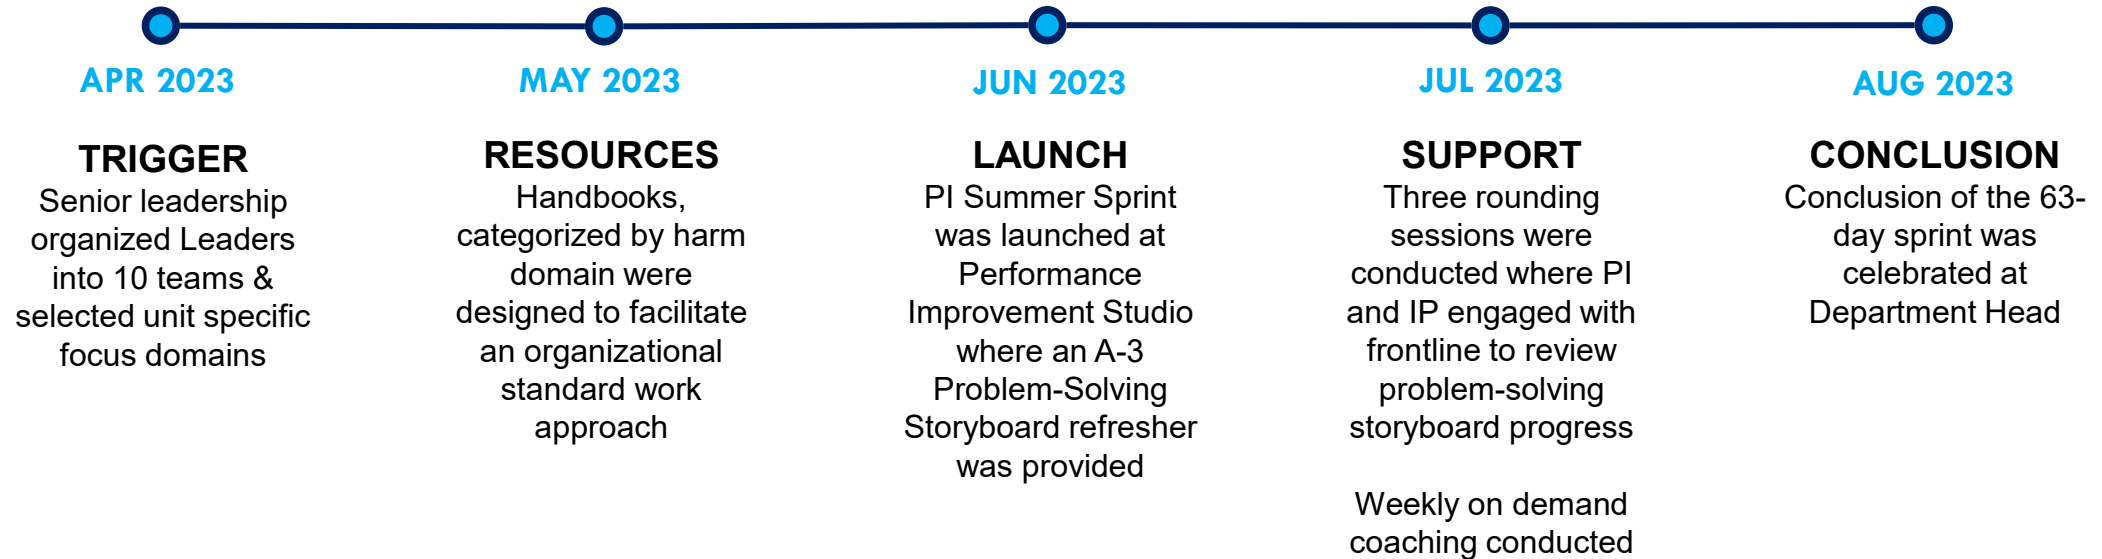 APR 2023
TRIGGER
Senior leadership
organized Leaders
into 10 teams &
selected unit specific
focus domains
MAY 2023
RESOURCES
Handbooks,
categorized by harm
domain were
designed to facilitate
an organizational
standard work
approach
JUN 2023
LAUNCH
PI Summer Sprint
was launched at
Performance
Improvement Studio
where an A-3
Problem-Solving
Storyboard refresher
was provided
JUL 2023
SUPPORT
Three rounding
sessions were
conducted where PI
and IP engaged with
frontline to review
problem-solving
storyboard progress
Weekly on demand
coaching conducted
AUG 2023
CONCLUSION
Conclusion of the 63-
day sprint was
celebrated at
Department Head